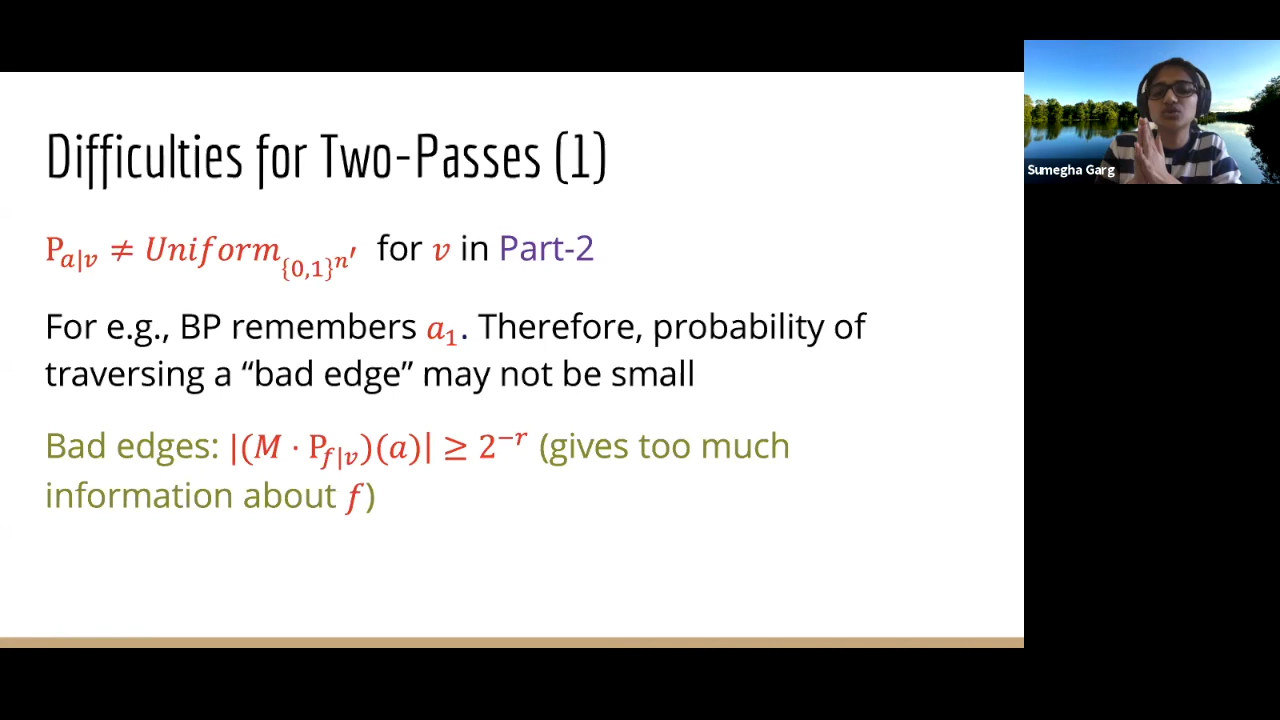 Difficulties for Two-Passes (1)
Sumegha Garg
P_{a|v} ≠ Uniform_{{0,1}^{n′}} for v in Part-2
For e.g., BP remembers a₁. Therefore, probability of
traversing a “bad edge” may not be small
Bad edges: |(M · P_{f|v})(a)| ≥ 2^{−r} (gives too much
information about f)